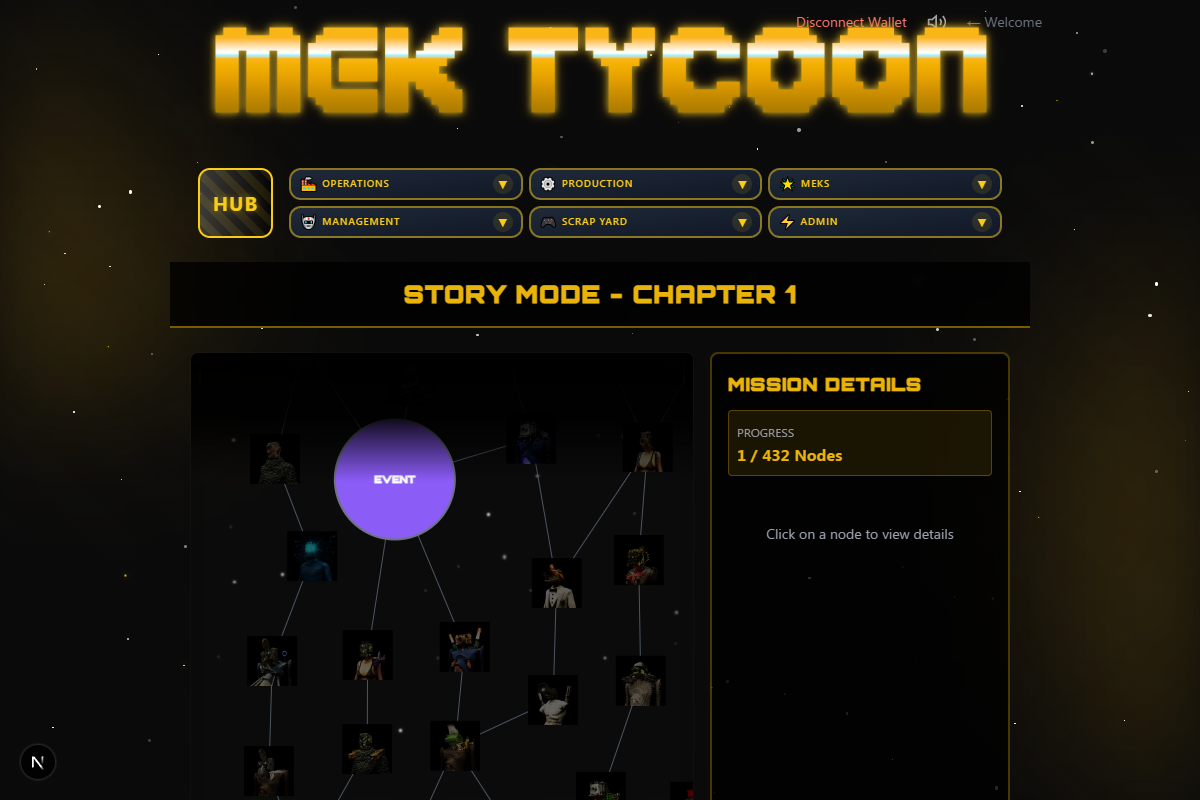 Disconnect Wallet
← Welcome
MEK TYCOON
HUB
OPERATIONS ▼
PRODUCTION ▼
MEKS ▼
MANAGEMENT ▼
SCRAP YARD ▼
ADMIN ▼
STORY MODE - CHAPTER 1
EVENT
MISSION DETAILS
PROGRESS
1 / 432 Nodes
Click on a node to view details
N